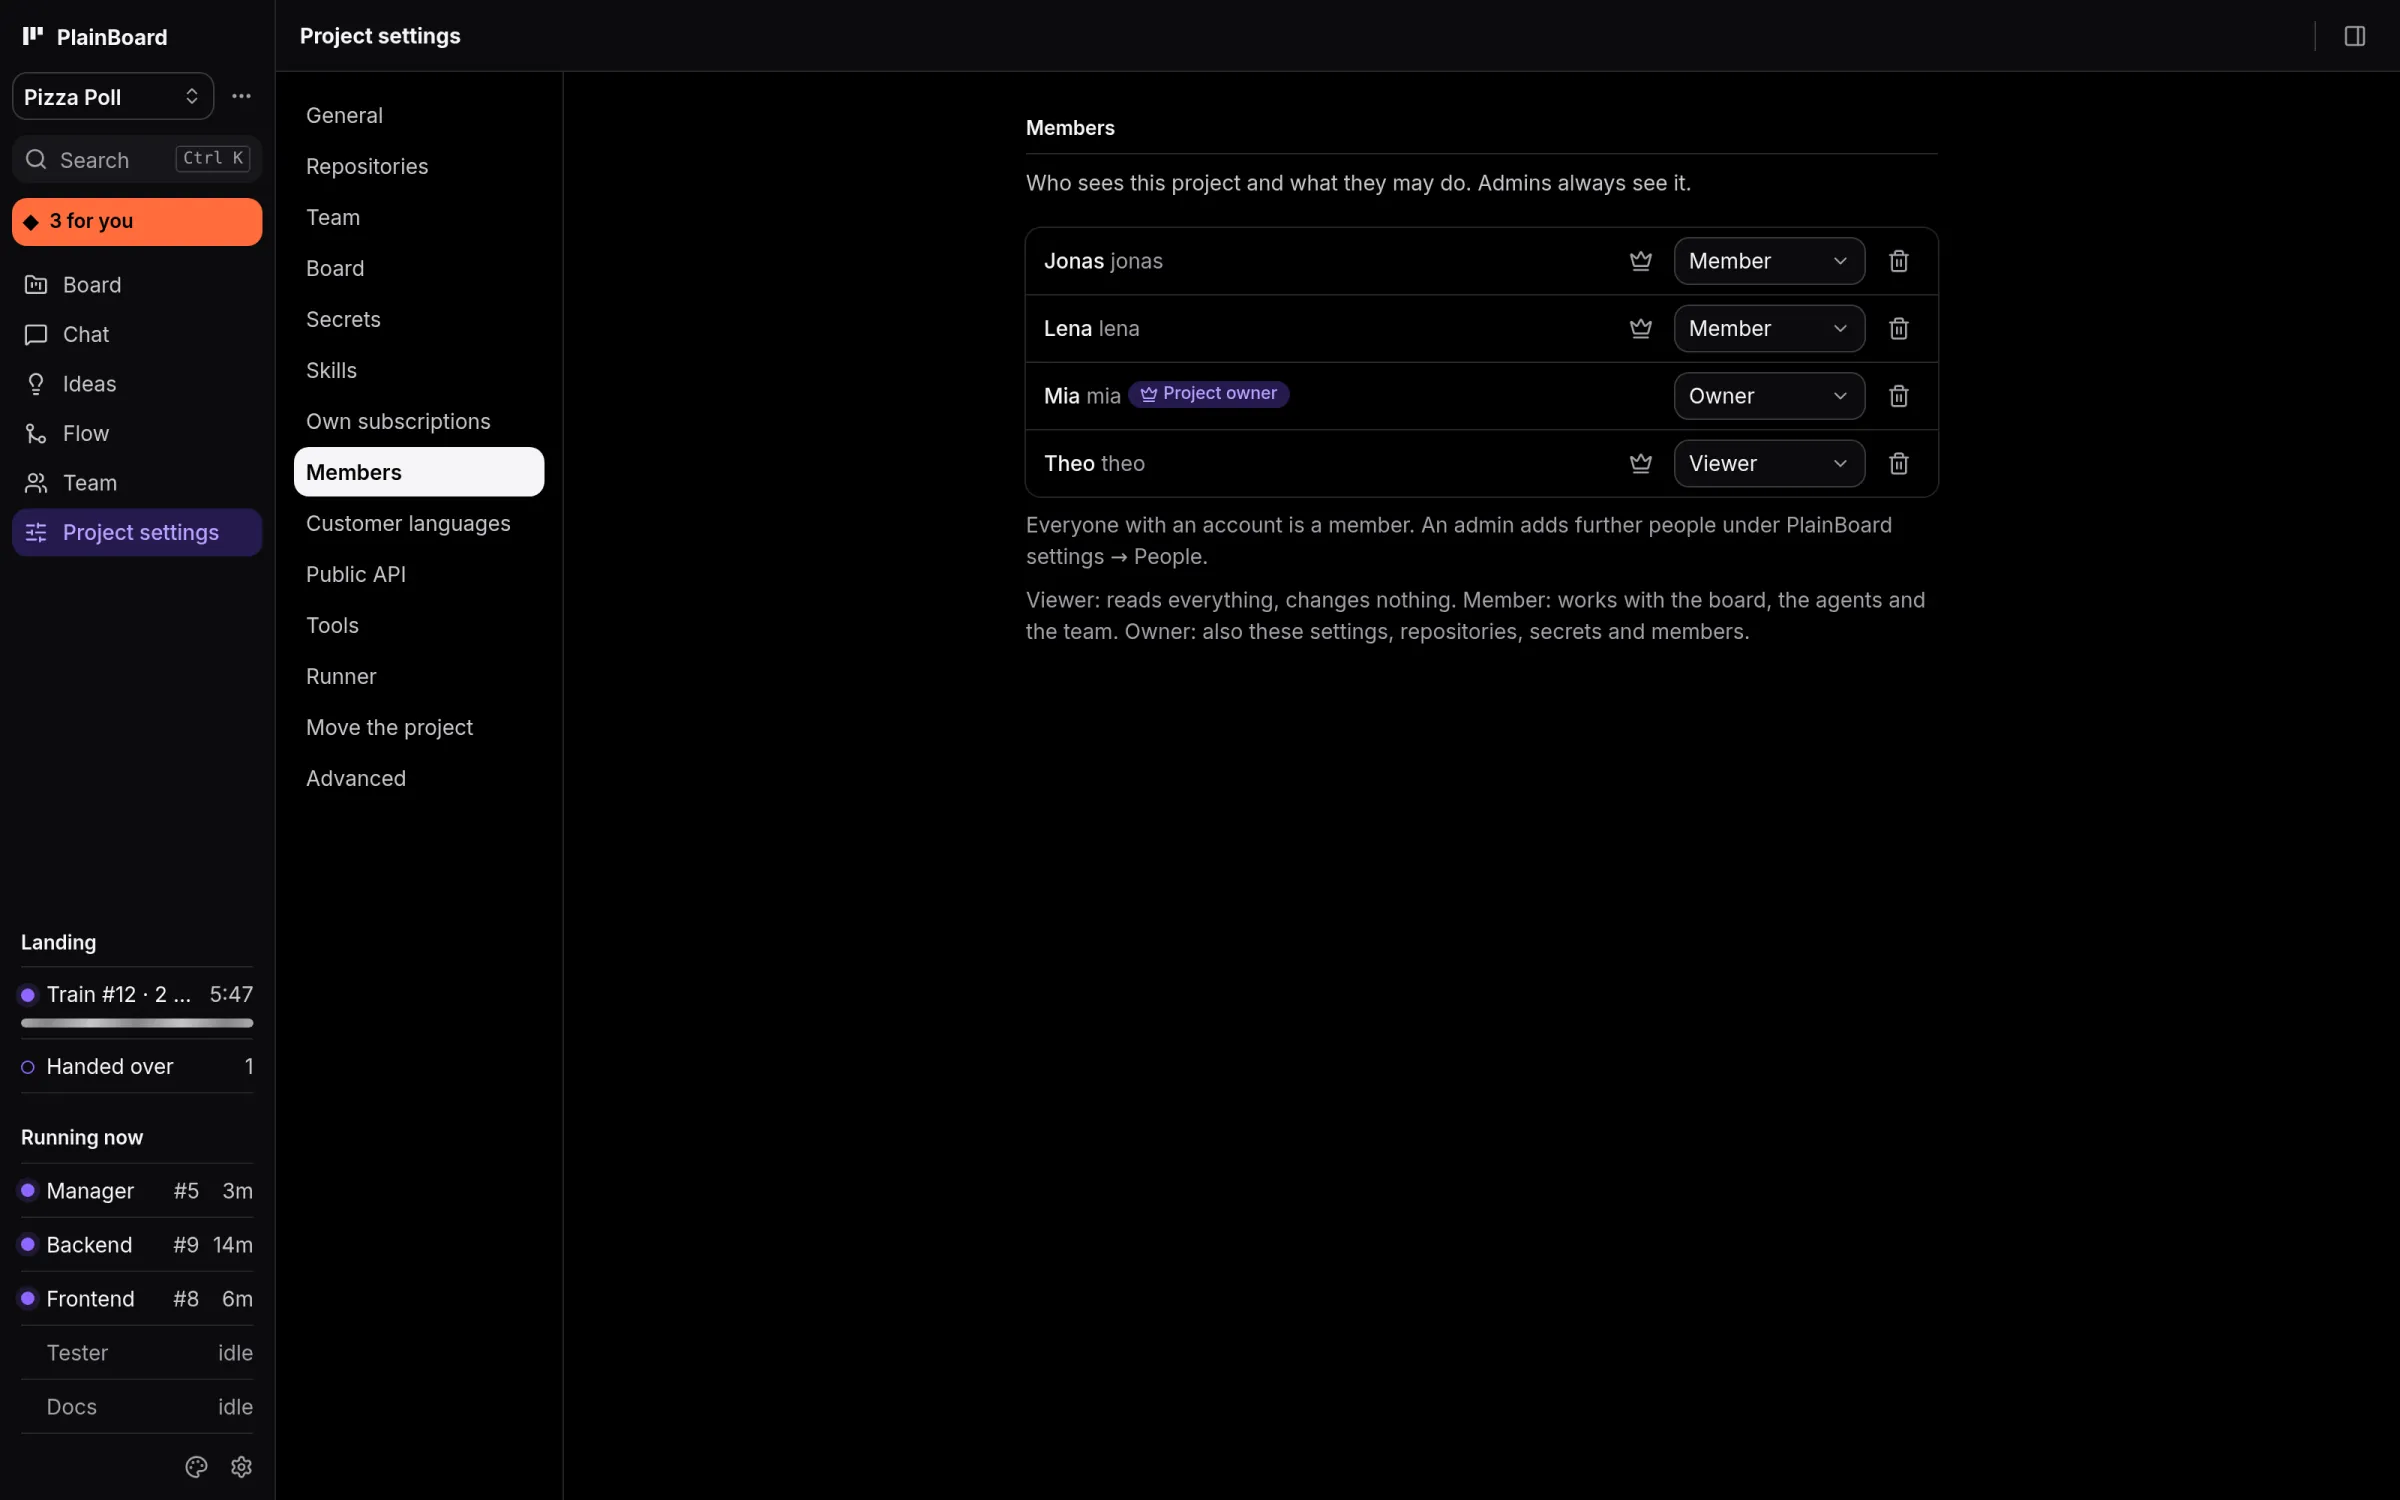 PlainBoard
Pizza Poll
Search Ctrl K
3 for you
Board
Chat
Ideas
Flow
Team
Project settings
Landing
Train #12 · 2 ... 5:47
Handed over 1
Running now
Manager #5 3m
Backend #9 14m
Frontend #8 6m
Tester idle
Docs idle
Project settings
General
Repositories
Team
Board
Secrets
Skills
Own subscriptions
Members
Customer languages
Public API
Tools
Runner
Move the project
Advanced
Members
Who sees this project and what they may do. Admins always see it.
Jonas jonas Member
Lena lena Member
Mia mia Project owner Owner
Theo theo Viewer
Everyone with an account is a member. An admin adds further people under PlainBoard
settings → People.
Viewer: reads everything, changes nothing. Member: works with the board, the agents and
the team. Owner: also these settings, repositories, secrets and members.